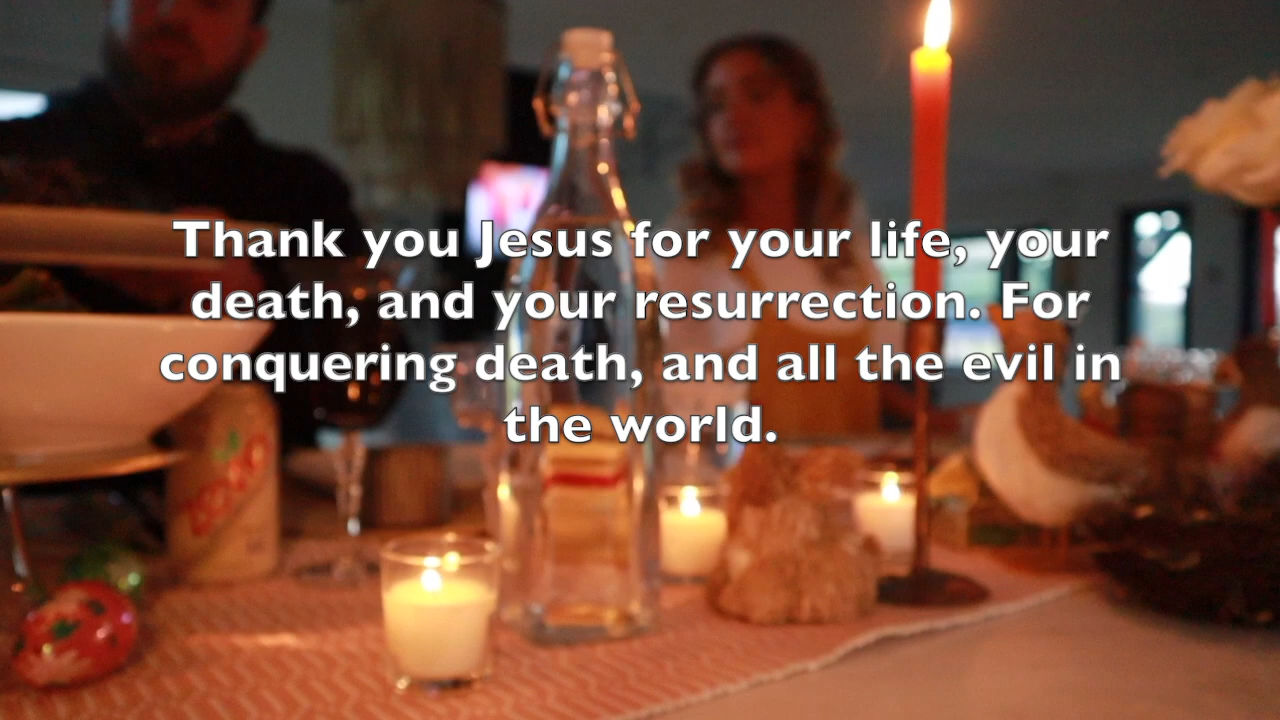 Thank you Jesus for your life, your
death, and your resurrection. For
conquering death, and all the evil in
the world.